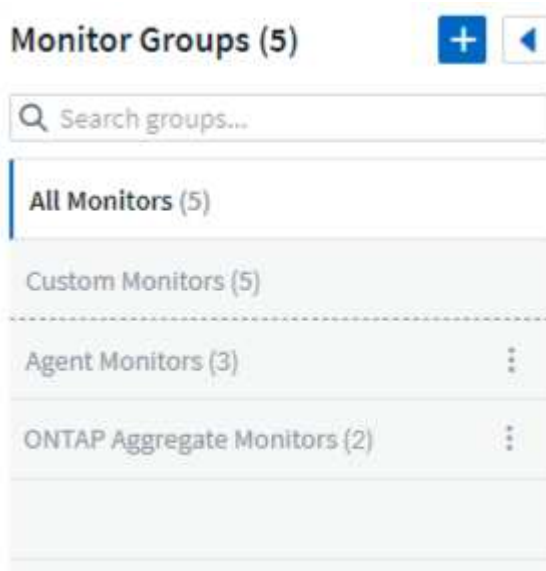 Monitor Groups (5)
Search groups...
All Monitors (5)
Custom Monitors (5)
Agent Monitors (3)
ONTAP Aggregate Monitors (2)